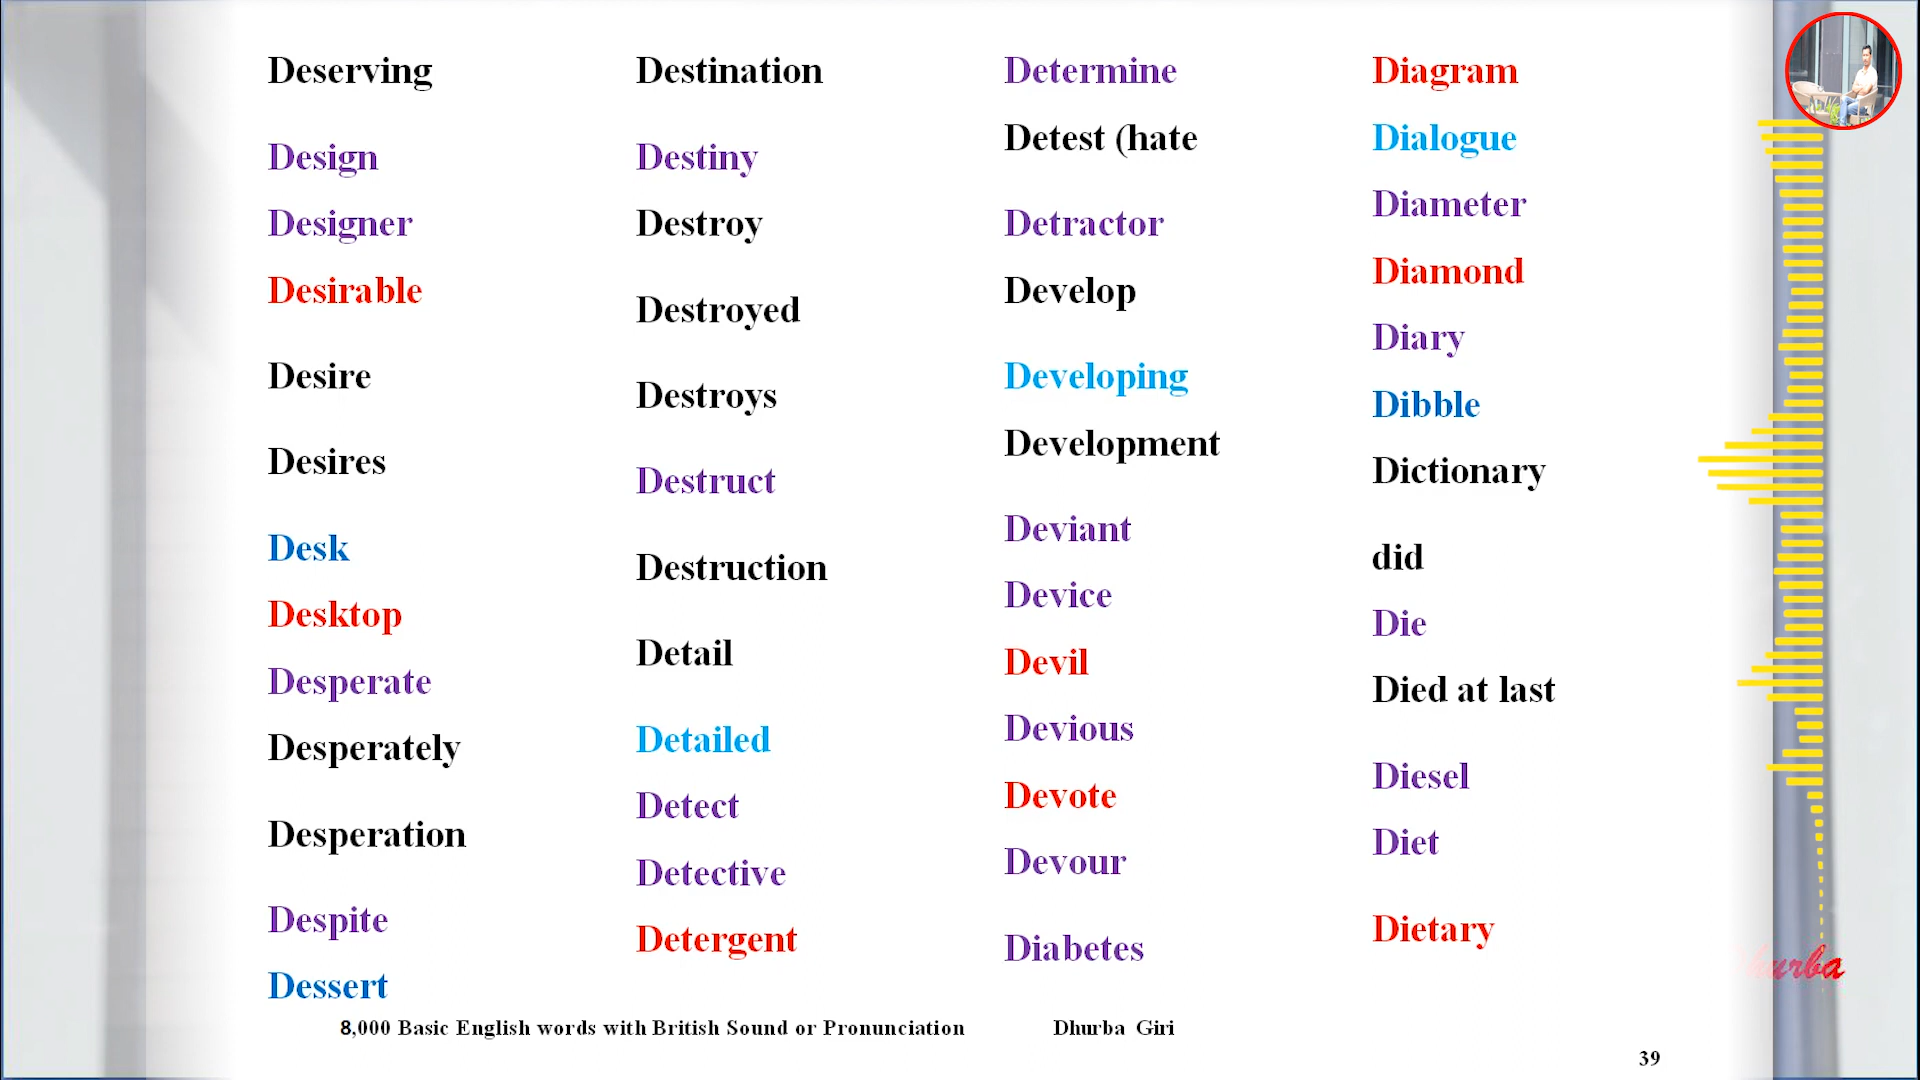 Deserving
Design
Designer
Desirable
Desire
Desires
Desk
Desktop
Desperate
Desperately
Desperation
Despite
Dessert
Destination
Destiny
Destroy
Destroyed
Destroys
Destruct
Destruction
Detail
Detailed
Detect
Detective
Detergent
Determine
Detest (hate
Detractor
Develop
Developing
Development
Deviant
Device
Devil
Devious
Devote
Devour
Diabetes
Diagram
Dialogue
Diameter
Diamond
Diary
Dibble
Dictionary
did
Die
Died at last
Diesel
Diet
Dietary
8,000 Basic English words with British Sound or Pronunciation Dhurba Giri
39